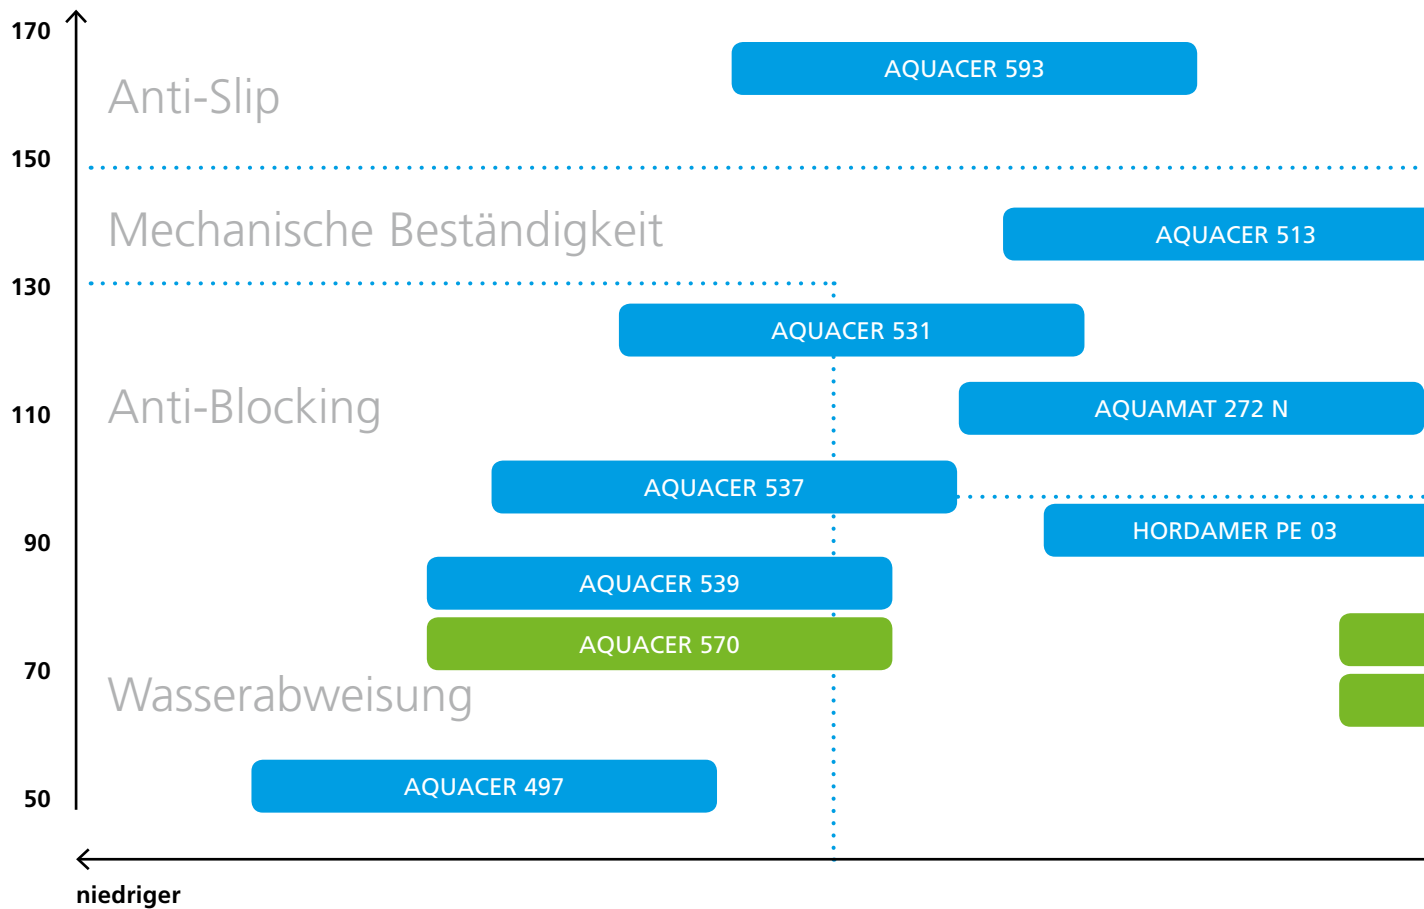 170
AQUACER 593
Anti-Slip
150
Mechanische Beständigkeit
AQUACER 513
130
AQUACER 531
Anti-Blocking
110
AQUAMAT 272 N
AQUACER 537
90
HORDAMER PE 03
AQUACER 539
AQUACER 570
70
Wasserabweisung
AQUACER 497
50
niedriger